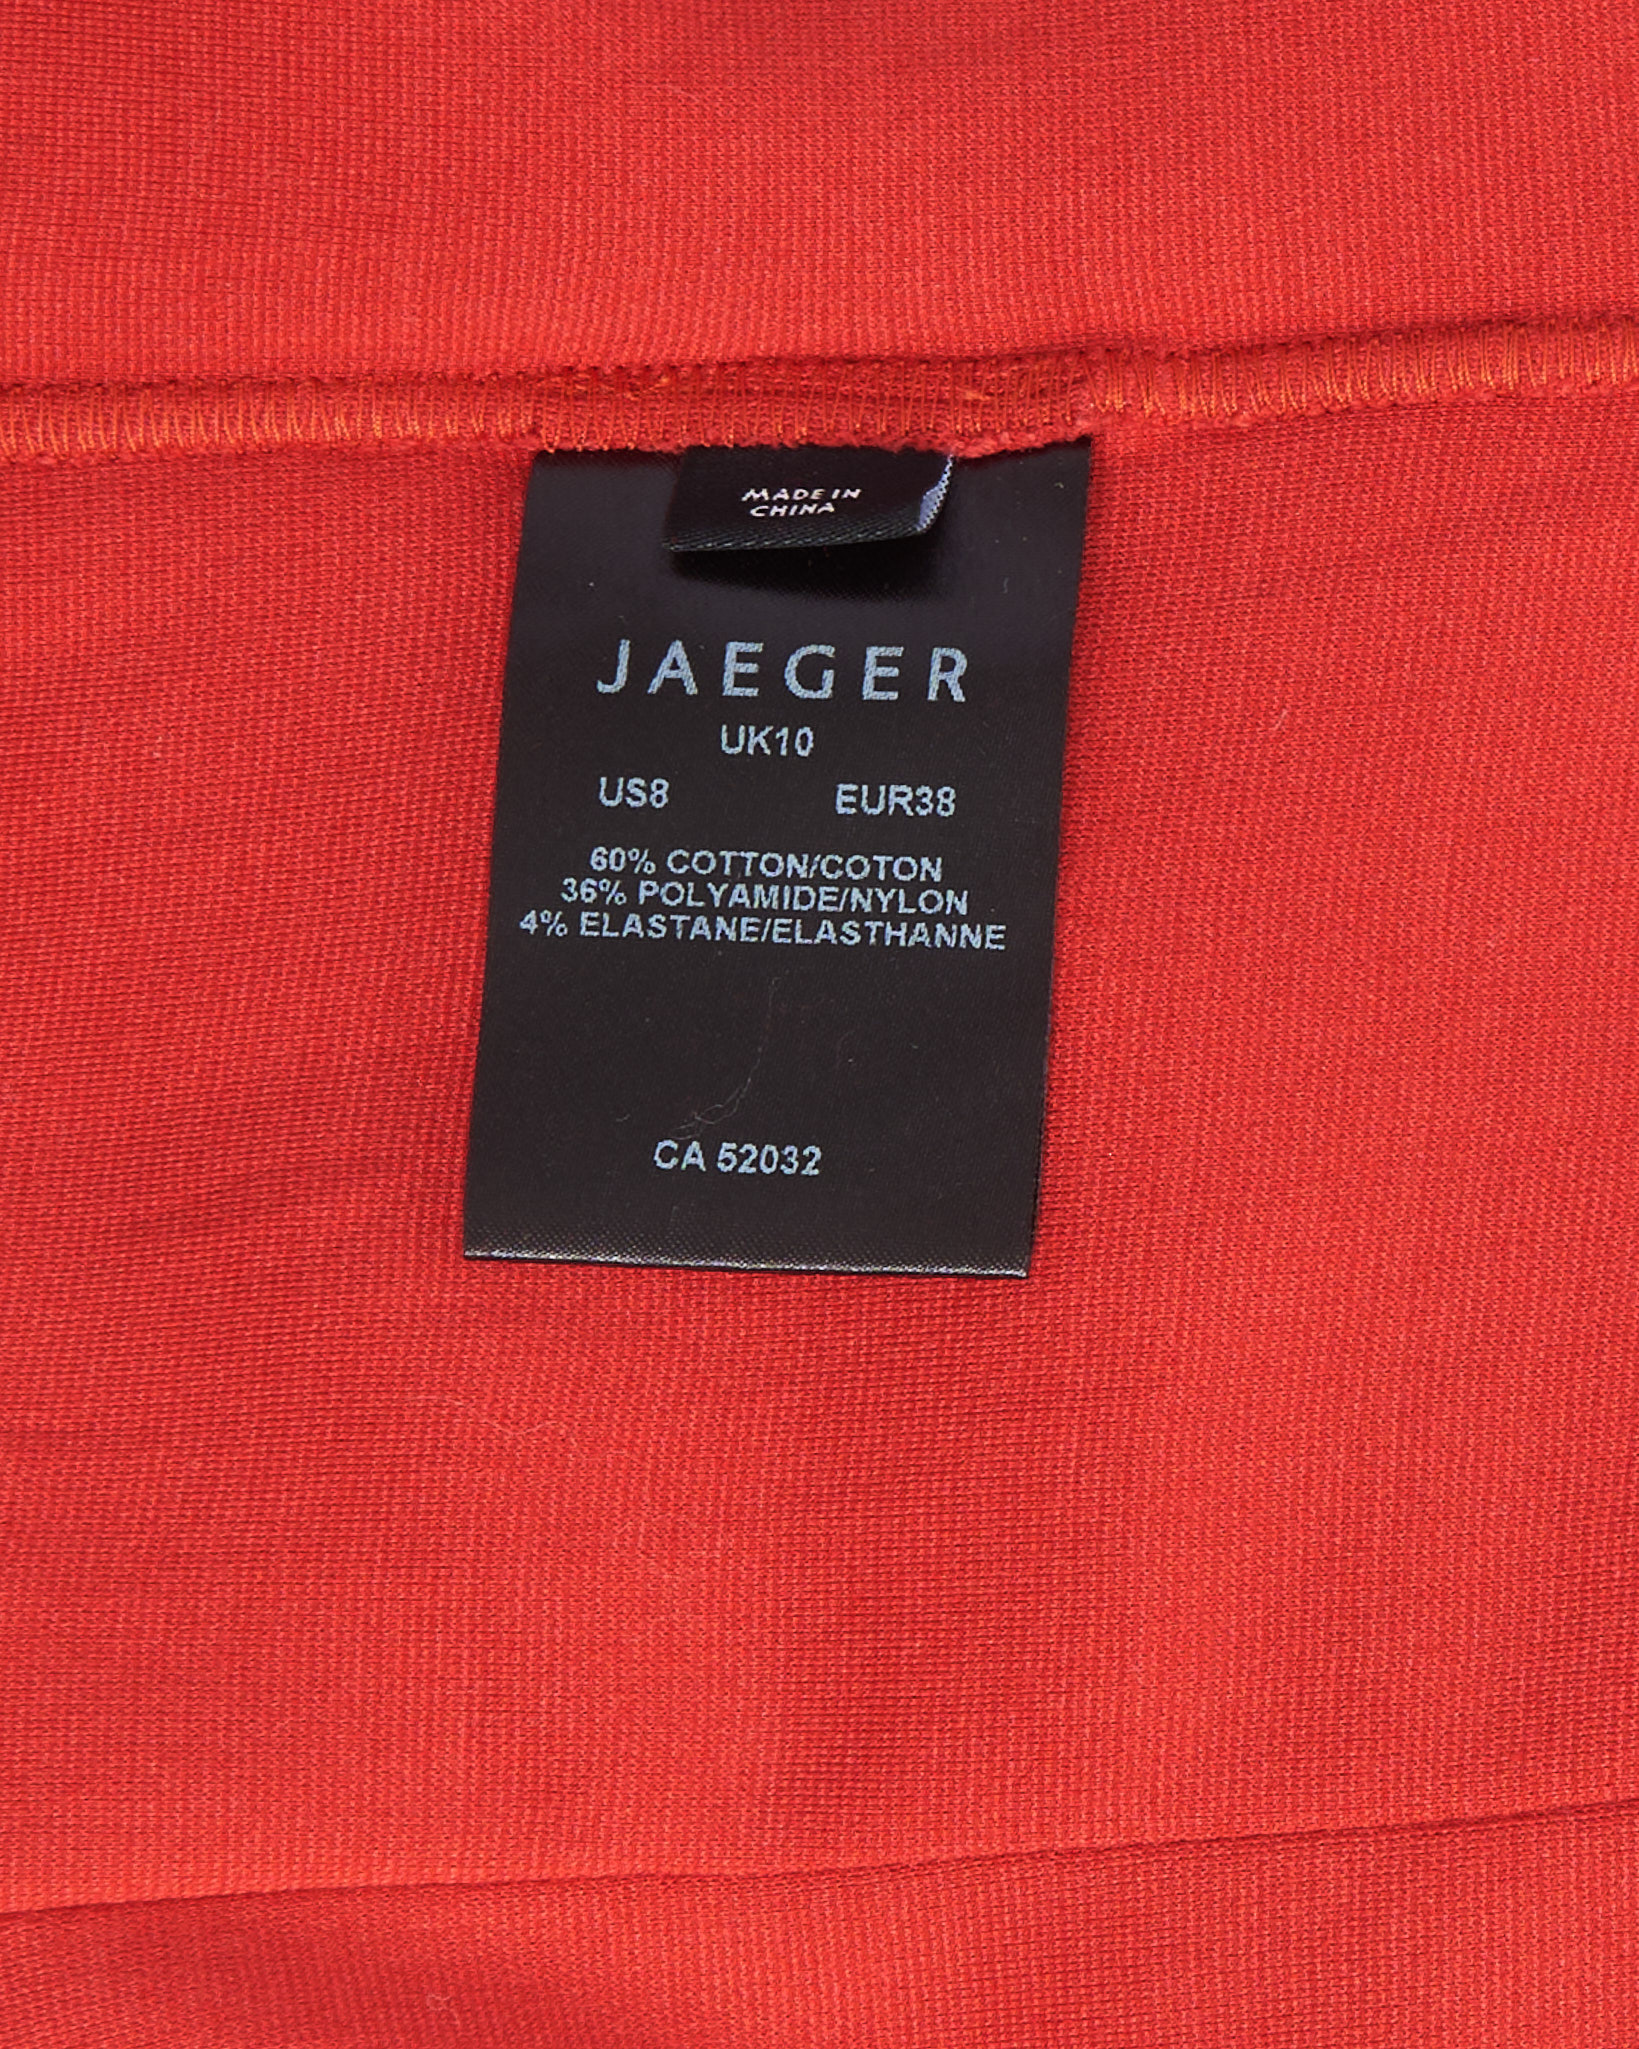 MADE IN
CHINA
JAEGER
UK10
US8 EUR38
60% COTTON/COTON
36% POLYAMIDE/NYLON
4% ELASTANE/ELASTHANNE
CA 52032